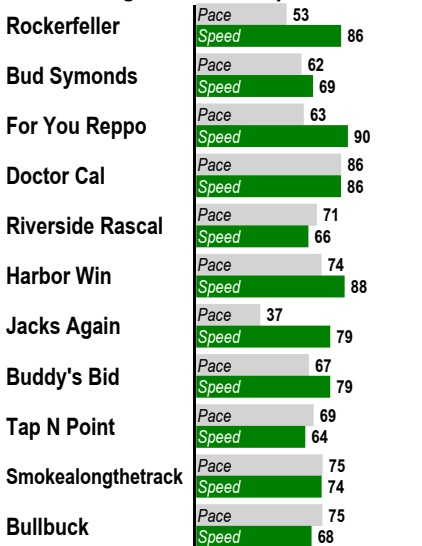 Rockerfeller
Pace 53
Speed 86
Bud Symonds
Pace 62
Speed 69
For You Reppo
Pace 63
Speed 90
Doctor Cal
Pace 86
Speed 86
Riverside Rascal
Pace 71
Speed 66
Harbor Win
Pace 74
Speed 88
Jacks Again
Pace 37
Speed 79
Buddy's Bid
Pace 67
Speed 79
Tap N Point
Pace 69
Speed 64
Smokealongthetrack
Pace 75
Speed 74
Bullbuck
Pace 75
Speed 68